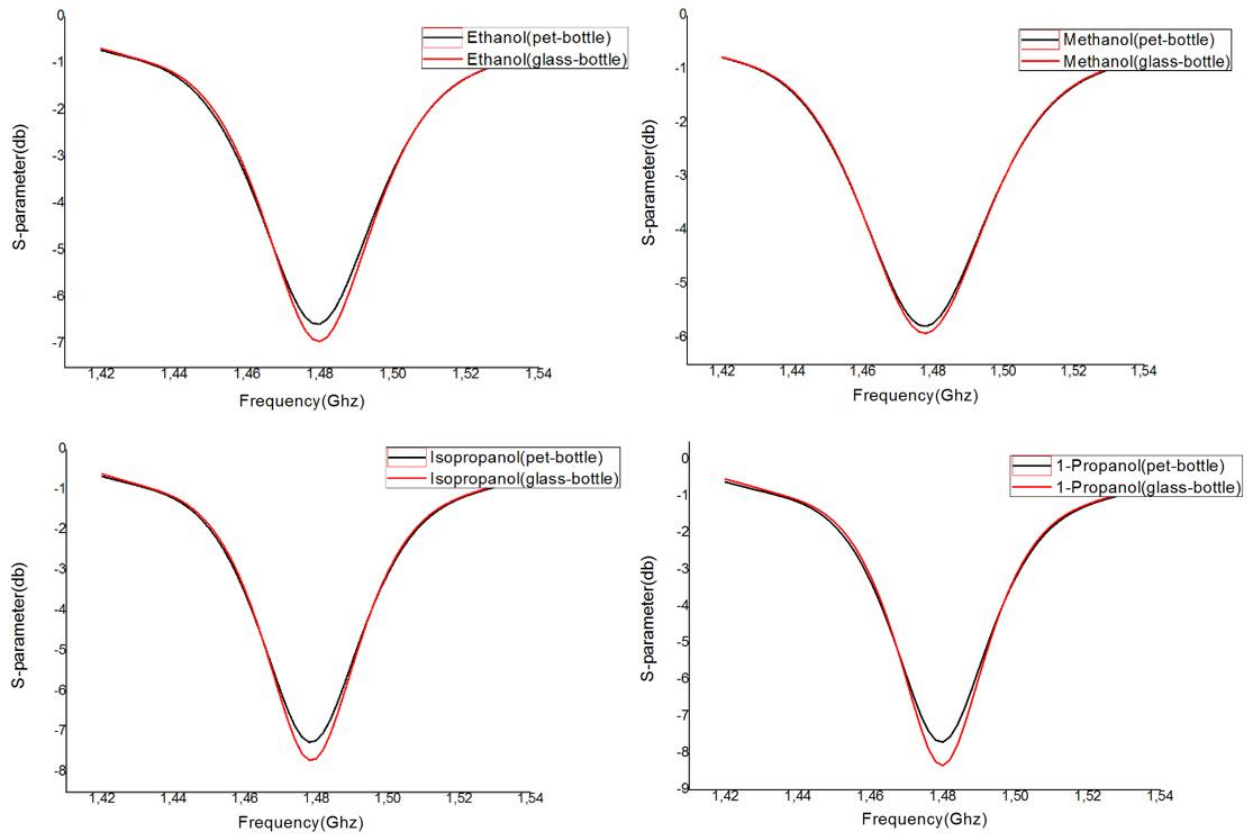 0
-1
-2
-3
-4
-5
-6
-7
S-parameter(db)
Ethanol(pet-bottle)
Ethanol(glass-bottle)
1,42 1,44 1,46 1,48 1,50 1,52 1,54
Frequency(Ghz)
0
-1
-2
-3
-4
-5
-6
S-parameter(db)
Methanol(pet-bottle)
Methanol(glass-bottle)
1,42 1,44 1,46 1,48 1,50 1,52 1,54
Frequency(Ghz)
0
-1
-2
-3
-4
-5
-6
-7
-8
S-parameter(db)
Isopropanol(pet-bottle)
Isopropanol(glass-bottle)
1,42 1,44 1,46 1,48 1,50 1,52 1,54
Frequency(Ghz)
0
-1
-2
-3
-4
-5
-6
-7
-8
-9
S-parameter(db)
1-Propanol(pet-bottle)
1-Propanol(glass-bottle)
1,42 1,44 1,46 1,48 1,50 1,52 1,54
Frequency(Ghz)